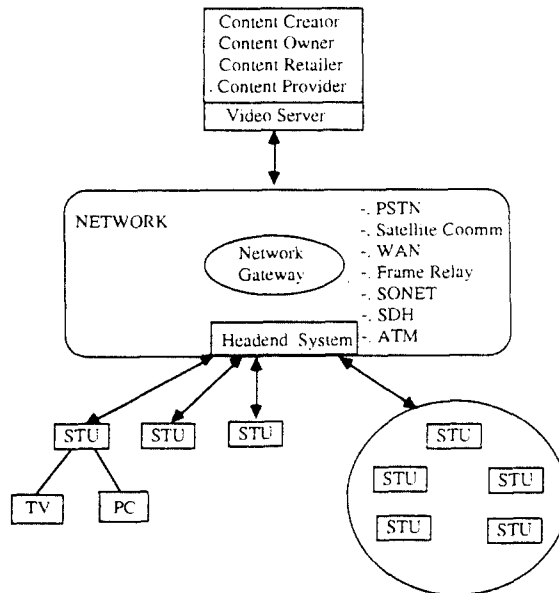 Content Creator
Content Owner
Content Retailer
. Content Provider
Video Server
NETWORK
Network
Gateway
-. PSTN
-. Satellite Coomm
-. WAN
-. Frame Relay
-. SONET
-. SDH
-. ATM
Headend System
STU
STU
STU
TV
PC
STU
STU
STU
STU
STU